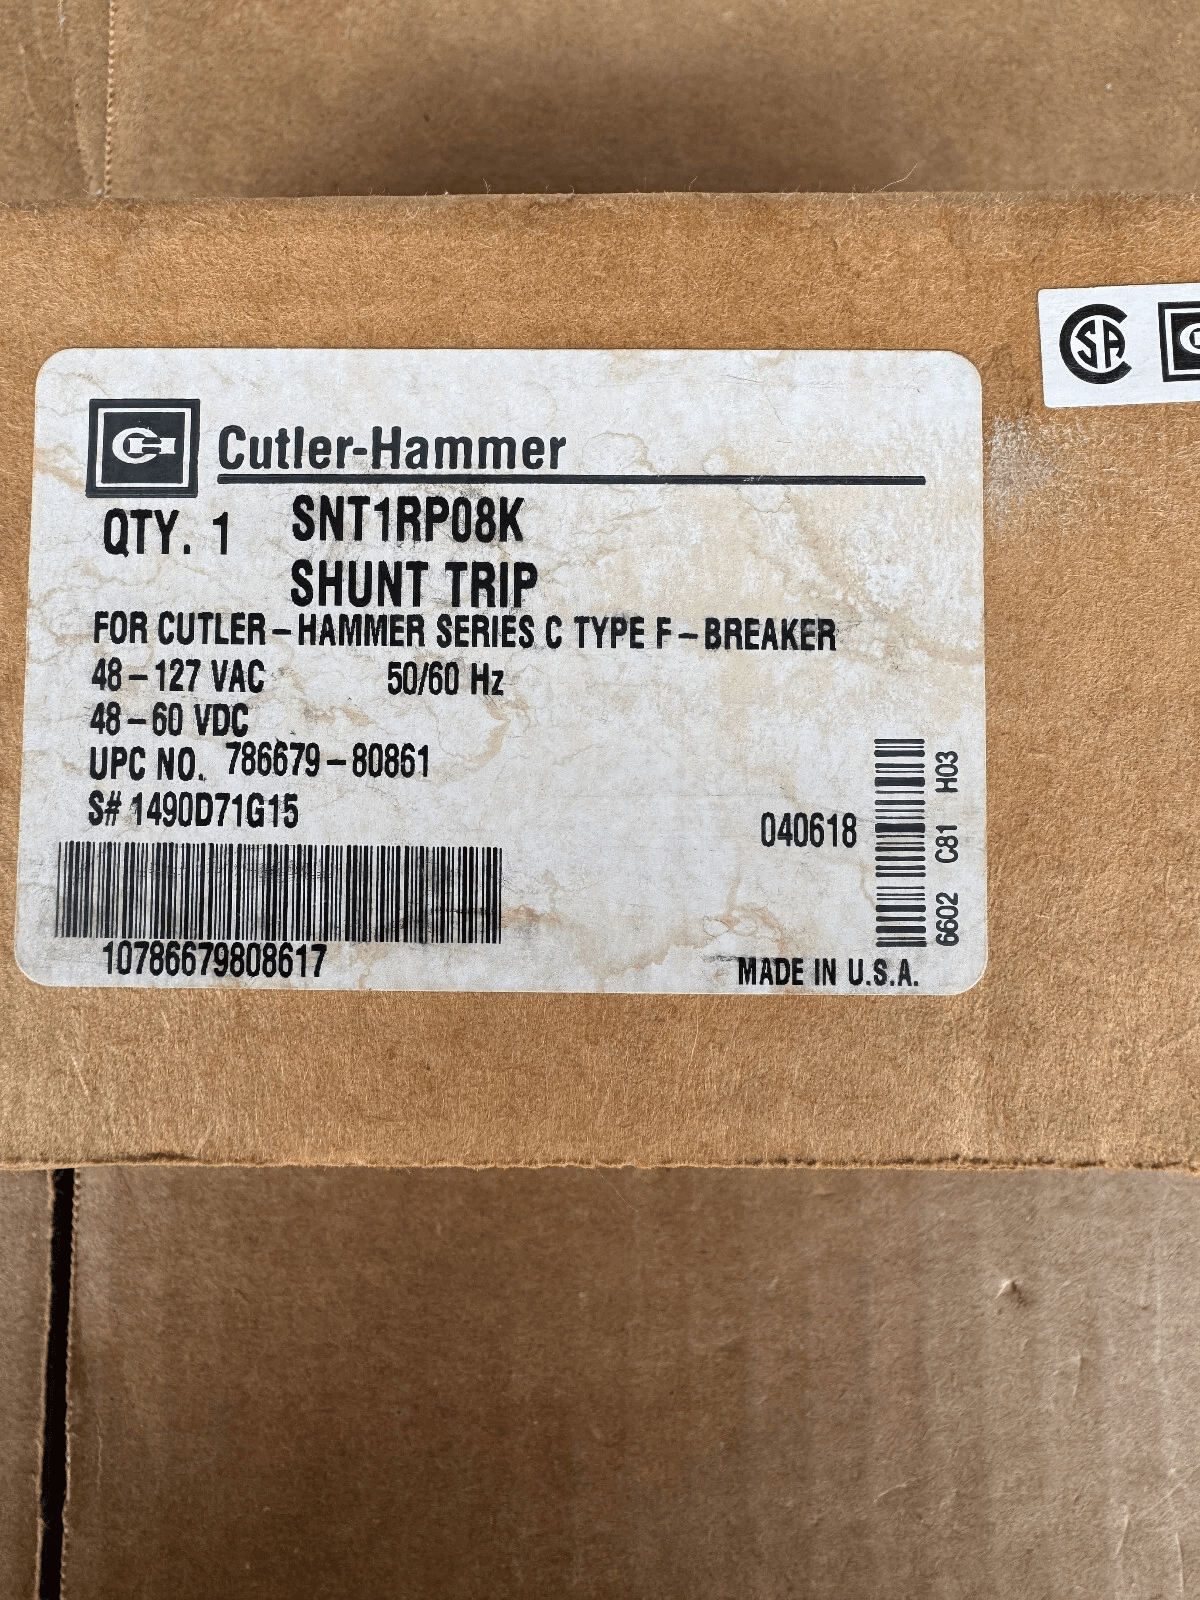 CSA
Cutler-Hammer
QTY. 1 SNT1RP08K
SHUNT TRIP
FOR CUTLER-HAMMER SERIES C TYPE F-BREAKER
48-127 VAC 50/60 Hz
48-60 VDC
UPC NO. 786679-80861
S# 1490D71G15
040618
6602 C81 H03
10786679808617
MADE IN U.S.A.